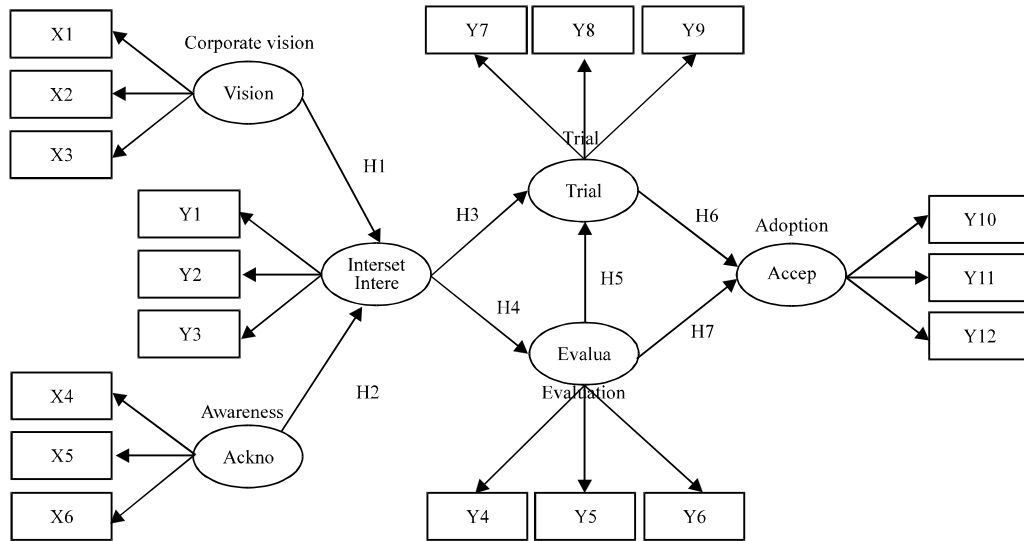 X1
X2
X3
Corporate vision
Vision
H1
Y1
Y2
Y3
Interset
Intere
H2
X4
X5
X6
Awareness
Ackno
Y7
Y8
Y9
Trial
Trial
H3
H4
H5
H6
H7
Evalua
Evaluation
Y4
Y5
Y6
Adoption
Accep
Y10
Y11
Y12